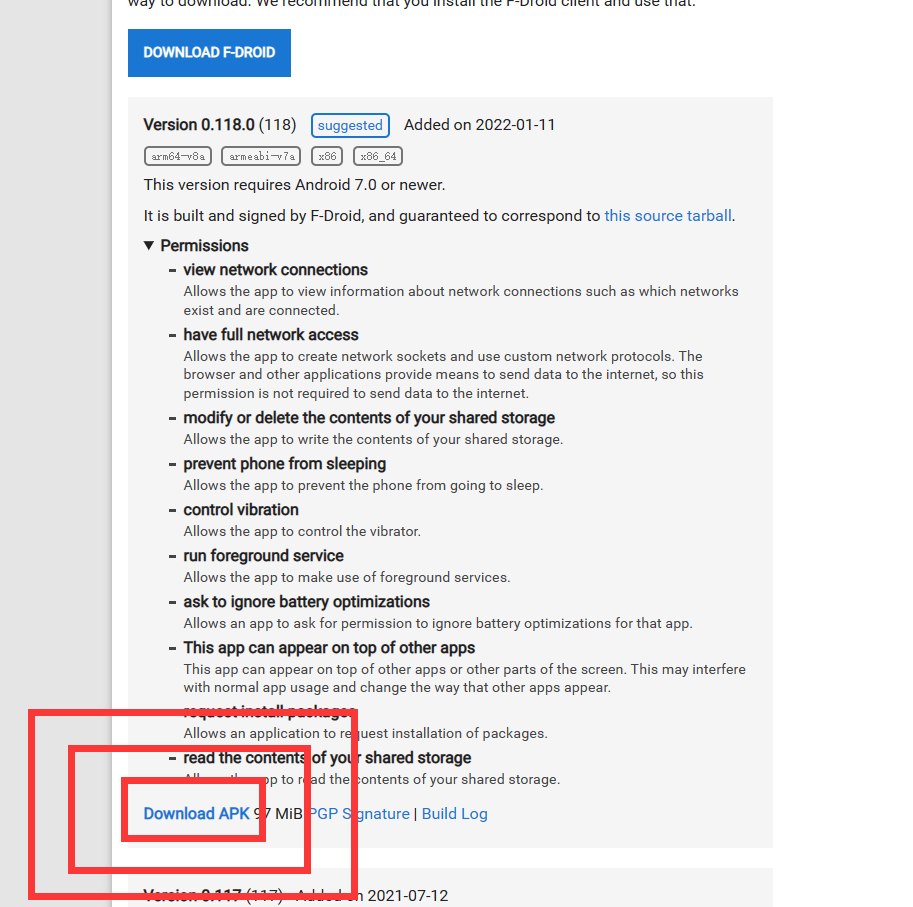 way to download. We recommend that you install the F-Droid client and use that.
DOWNLOAD F-DROID
Version 0.118.0 (118) suggested Added on 2022-01-11
arm64-v8a armeabi-v7a x86 x86_64
This version requires Android 7.0 or newer.
It is built and signed by F-Droid, and guaranteed to correspond to this source tarball.
▼ Permissions
- view network connections
Allows the app to view information about network connections such as which networks
exist and are connected.
- have full network access
Allows the app to create network sockets and use custom network protocols. The
browser and other applications provide means to send data to the internet, so this
permission is not required to send data to the internet.
- modify or delete the contents of your shared storage
Allows the app to write the contents of your shared storage.
- prevent phone from sleeping
Allows the app to prevent the phone from going to sleep.
- control vibration
Allows the app to control the vibrator.
- run foreground service
Allows the app to make use of foreground services.
- ask to ignore battery optimizations
Allows an app to ask for permission to ignore battery optimizations for that app.
- This app can appear on top of other apps
This app can appear on top of other apps or other parts of the screen. This may interfere
with normal app usage and change the way that other apps appear.
request install packages
Allows an application to request installation of packages.
- read the contents of your shared storage
Allows the app to read the contents of your shared storage.
Download APK 97 MiB PGP Signature | Build Log
Version 0.117 (117) Added on 2021-07-12